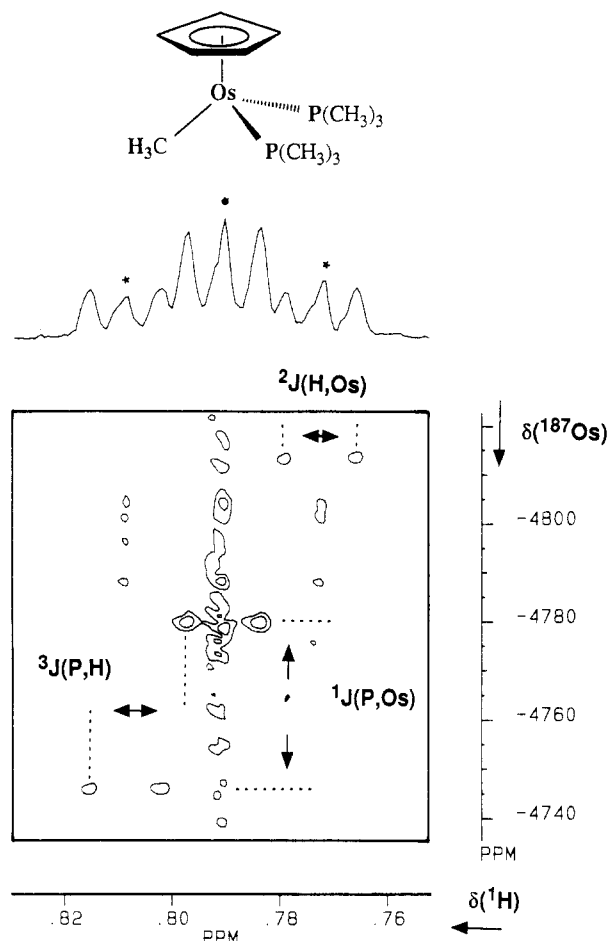 Os
P(CH₃)₃
H₃C
P(CH₃)₃
* * *
²J(H,Os)
δ(¹⁸⁷Os)
-4800
-4780
³J(P,H)
¹J(P,Os)
-4760
-4740
PPM
δ(¹H)
.82 .80 .78 .76
PPM